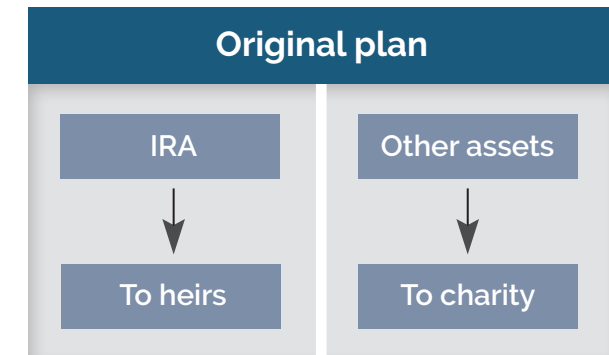 Original plan
IRA
To heirs
Other assets
To charity